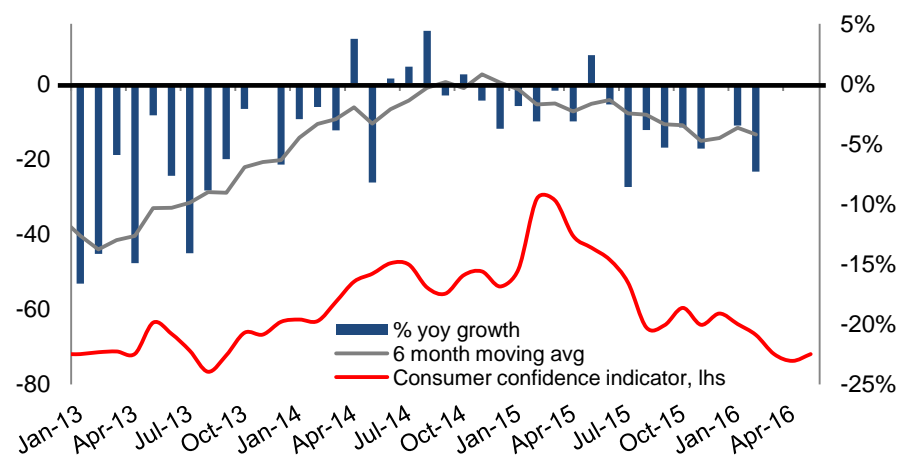 5%
0
0%
-5%
-20
-10%
-40
-15%
-60
-20%
-80
-25%
% yoy growth
6 month moving avg
Consumer confidence indicator, lhs
Jan-13
Apr-13
Jul-13
Oct-13
Jan-14
Apr-14
Jul-14
Oct-14
Jan-15
Apr-15
Jul-15
Oct-15
Jan-16
Apr-16